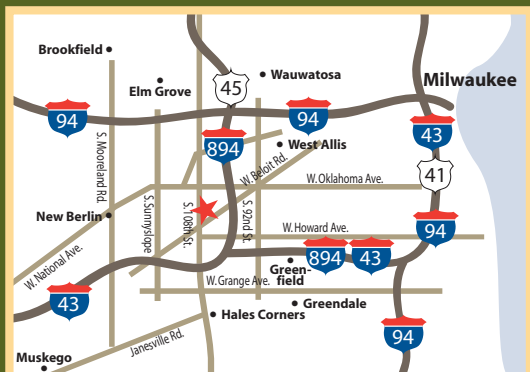 Brookfield
Wauwatosa
45
Elm Grove
Milwaukee
94
94
43
894
West Allis
S. Mooreland Rd.
W. Beloit Rd.
41
W. Oklahoma Ave.
S.Sunnyslope
S. 108th St.
S. 92nd St.
New Berlin
W. Howard Ave.
94
W. National Ave.
894
43
Green-
field
W. Grange Ave.
43
Greendale
Hales Corners
Janesville Rd.
94
Muskego